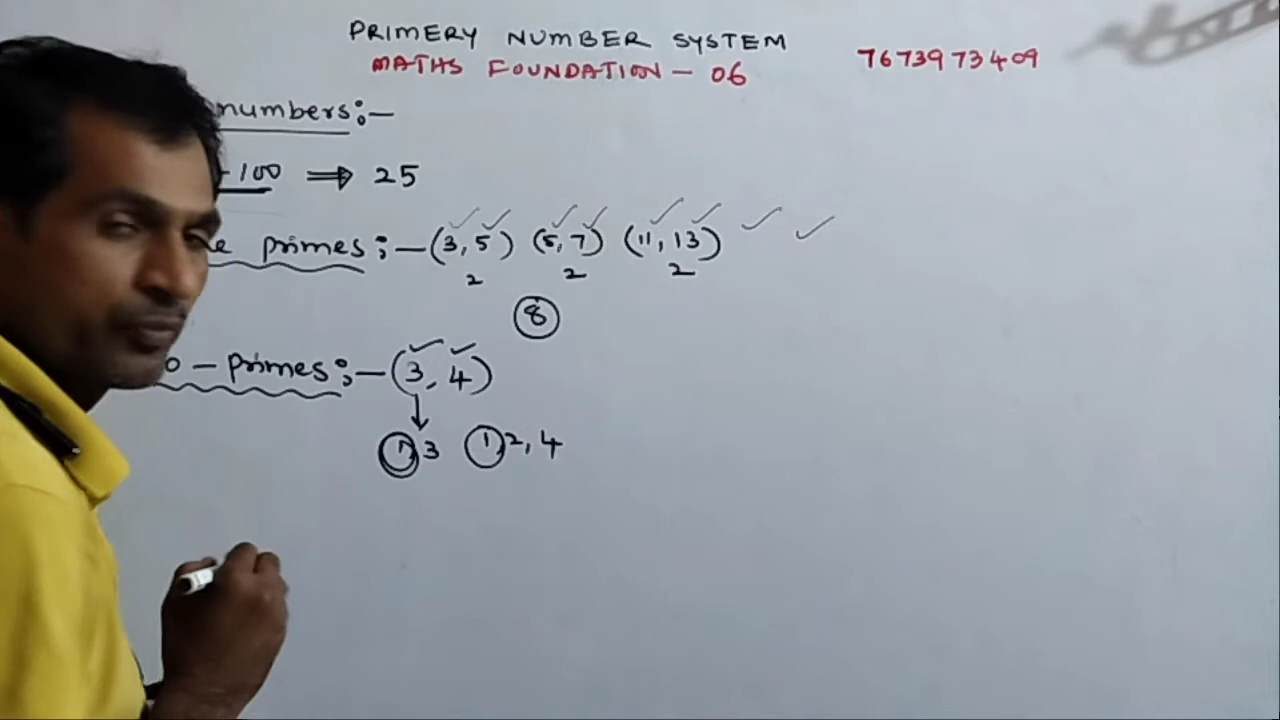 PRIMERY NUMBER SYSTEM
MATHS FOUNDATION - 06
7673973409
numbers:-
-100 ⇒ 25
primes:- (3, 5) (5, 7) (11, 13)
2 2 2
8
o - primes:- (3, 4)
1, 3 1, 2, 4